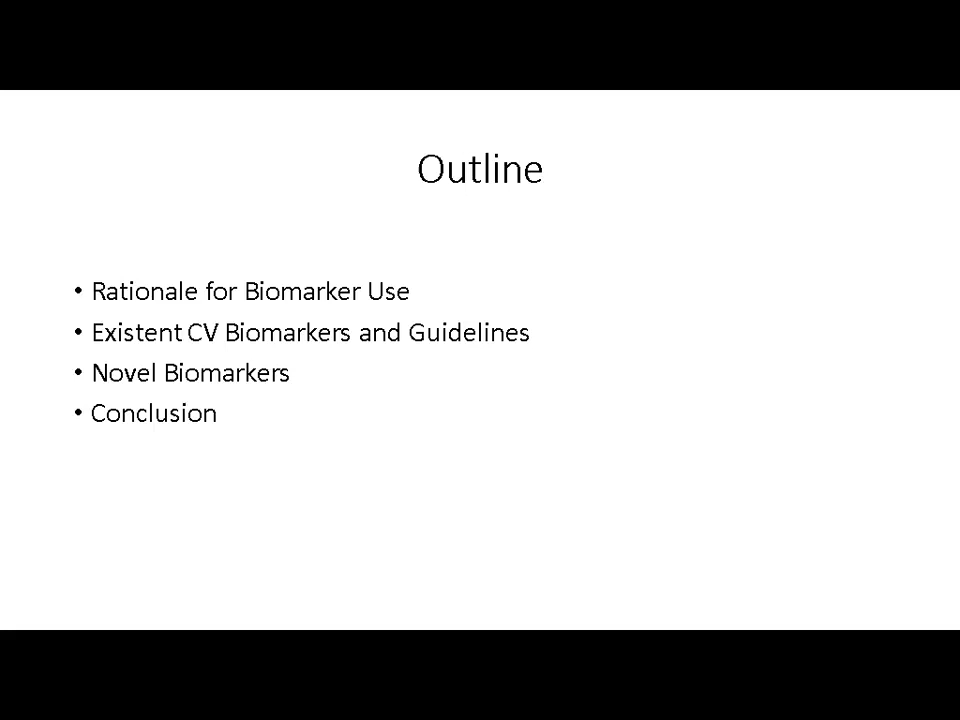 Outline
• Rationale for Biomarker Use
• Existent CV Biomarkers and Guidelines
• Novel Biomarkers
• Conclusion